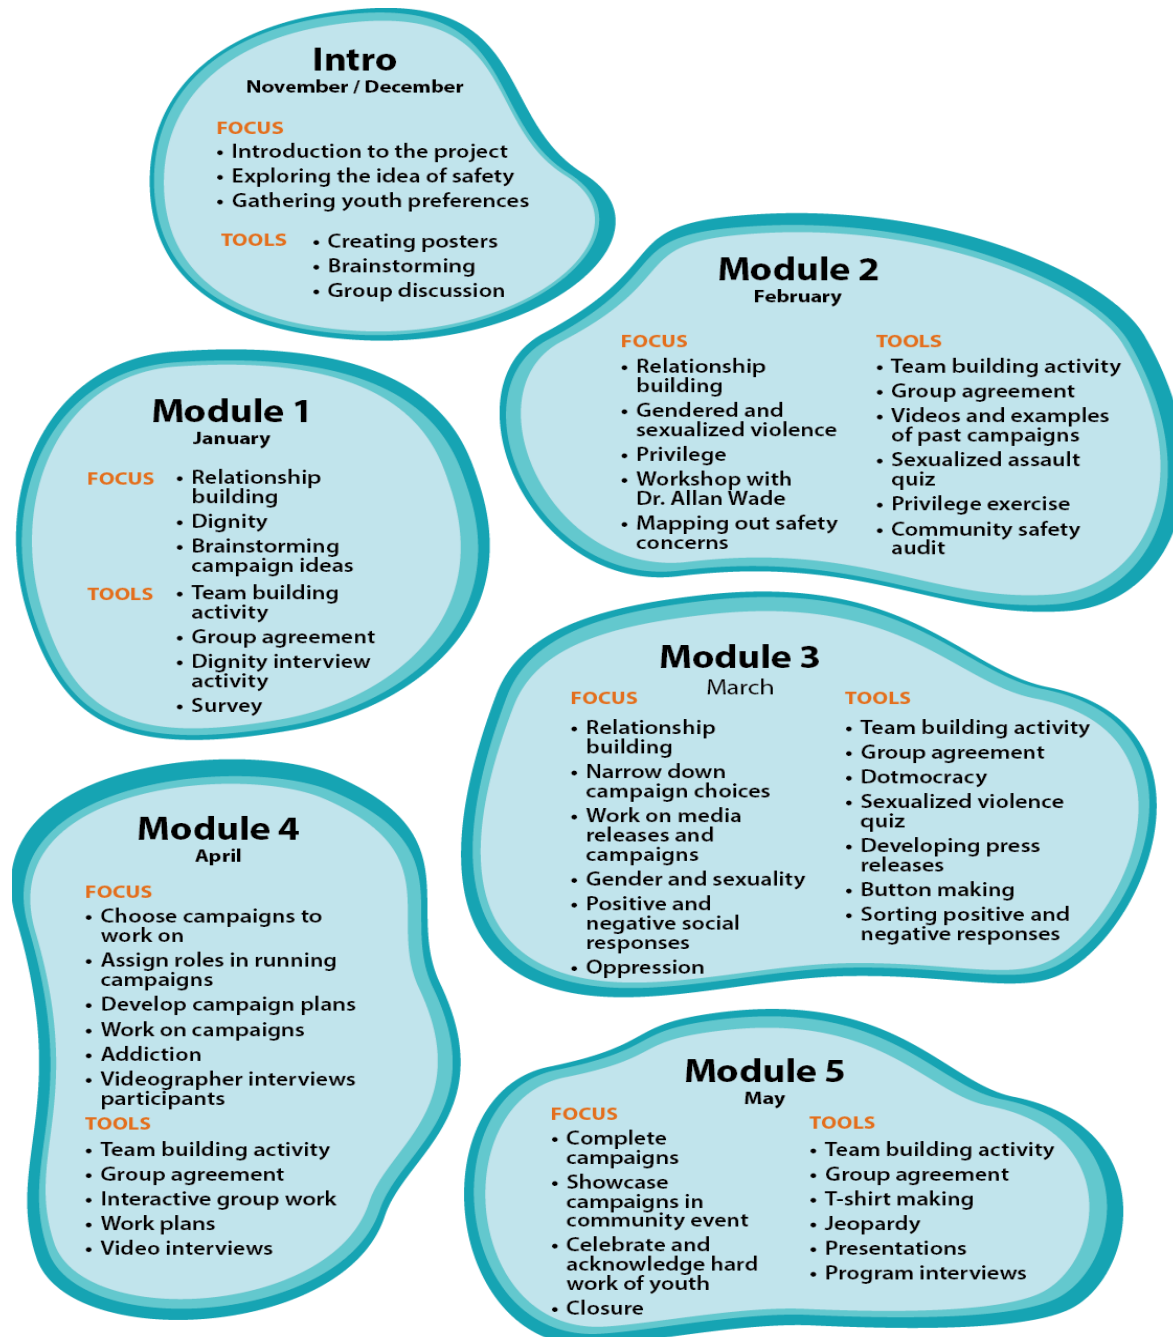 Intro
November / December
FOCUS
• Introduction to the project
• Exploring the idea of safety
• Gathering youth preferences
TOOLS
• Creating posters
• Brainstorming
• Group discussion
Module 1
January
FOCUS
• Relationship
building
• Dignity
• Brainstorming
campaign ideas
TOOLS
• Team building
activity
• Group agreement
• Dignity interview
activity
• Survey
Module 2
February
FOCUS
• Relationship
building
• Gendered and
sexualized violence
• Privilege
• Workshop with
Dr. Allan Wade
• Mapping out safety
concerns
TOOLS
• Team building activity
• Group agreement
• Videos and examples
of past campaigns
• Sexualized assault
quiz
• Privilege exercise
• Community safety
audit
Module 3
March
FOCUS
• Relationship
building
• Narrow down
campaign choices
• Work on media
releases and
campaigns
• Gender and sexuality
• Positive and
negative social
responses
• Oppression
TOOLS
• Team building activity
• Group agreement
• Dotmocracy
• Sexualized violence
quiz
• Developing press
releases
• Button making
• Sorting positive and
negative responses
Module 4
April
FOCUS
• Choose campaigns to
work on
• Assign roles in running
campaigns
• Develop campaign plans
• Work on campaigns
• Addiction
• Videographer interviews
participants
TOOLS
• Team building activity
• Group agreement
• Interactive group work
• Work plans
• Video interviews
Module 5
May
FOCUS
• Complete
campaigns
• Showcase
campaigns in
community event
• Celebrate and
acknowledge hard
work of youth
• Closure
TOOLS
• Team building activity
• Group agreement
• T-shirt making
• Jeopardy
• Presentations
• Program interviews